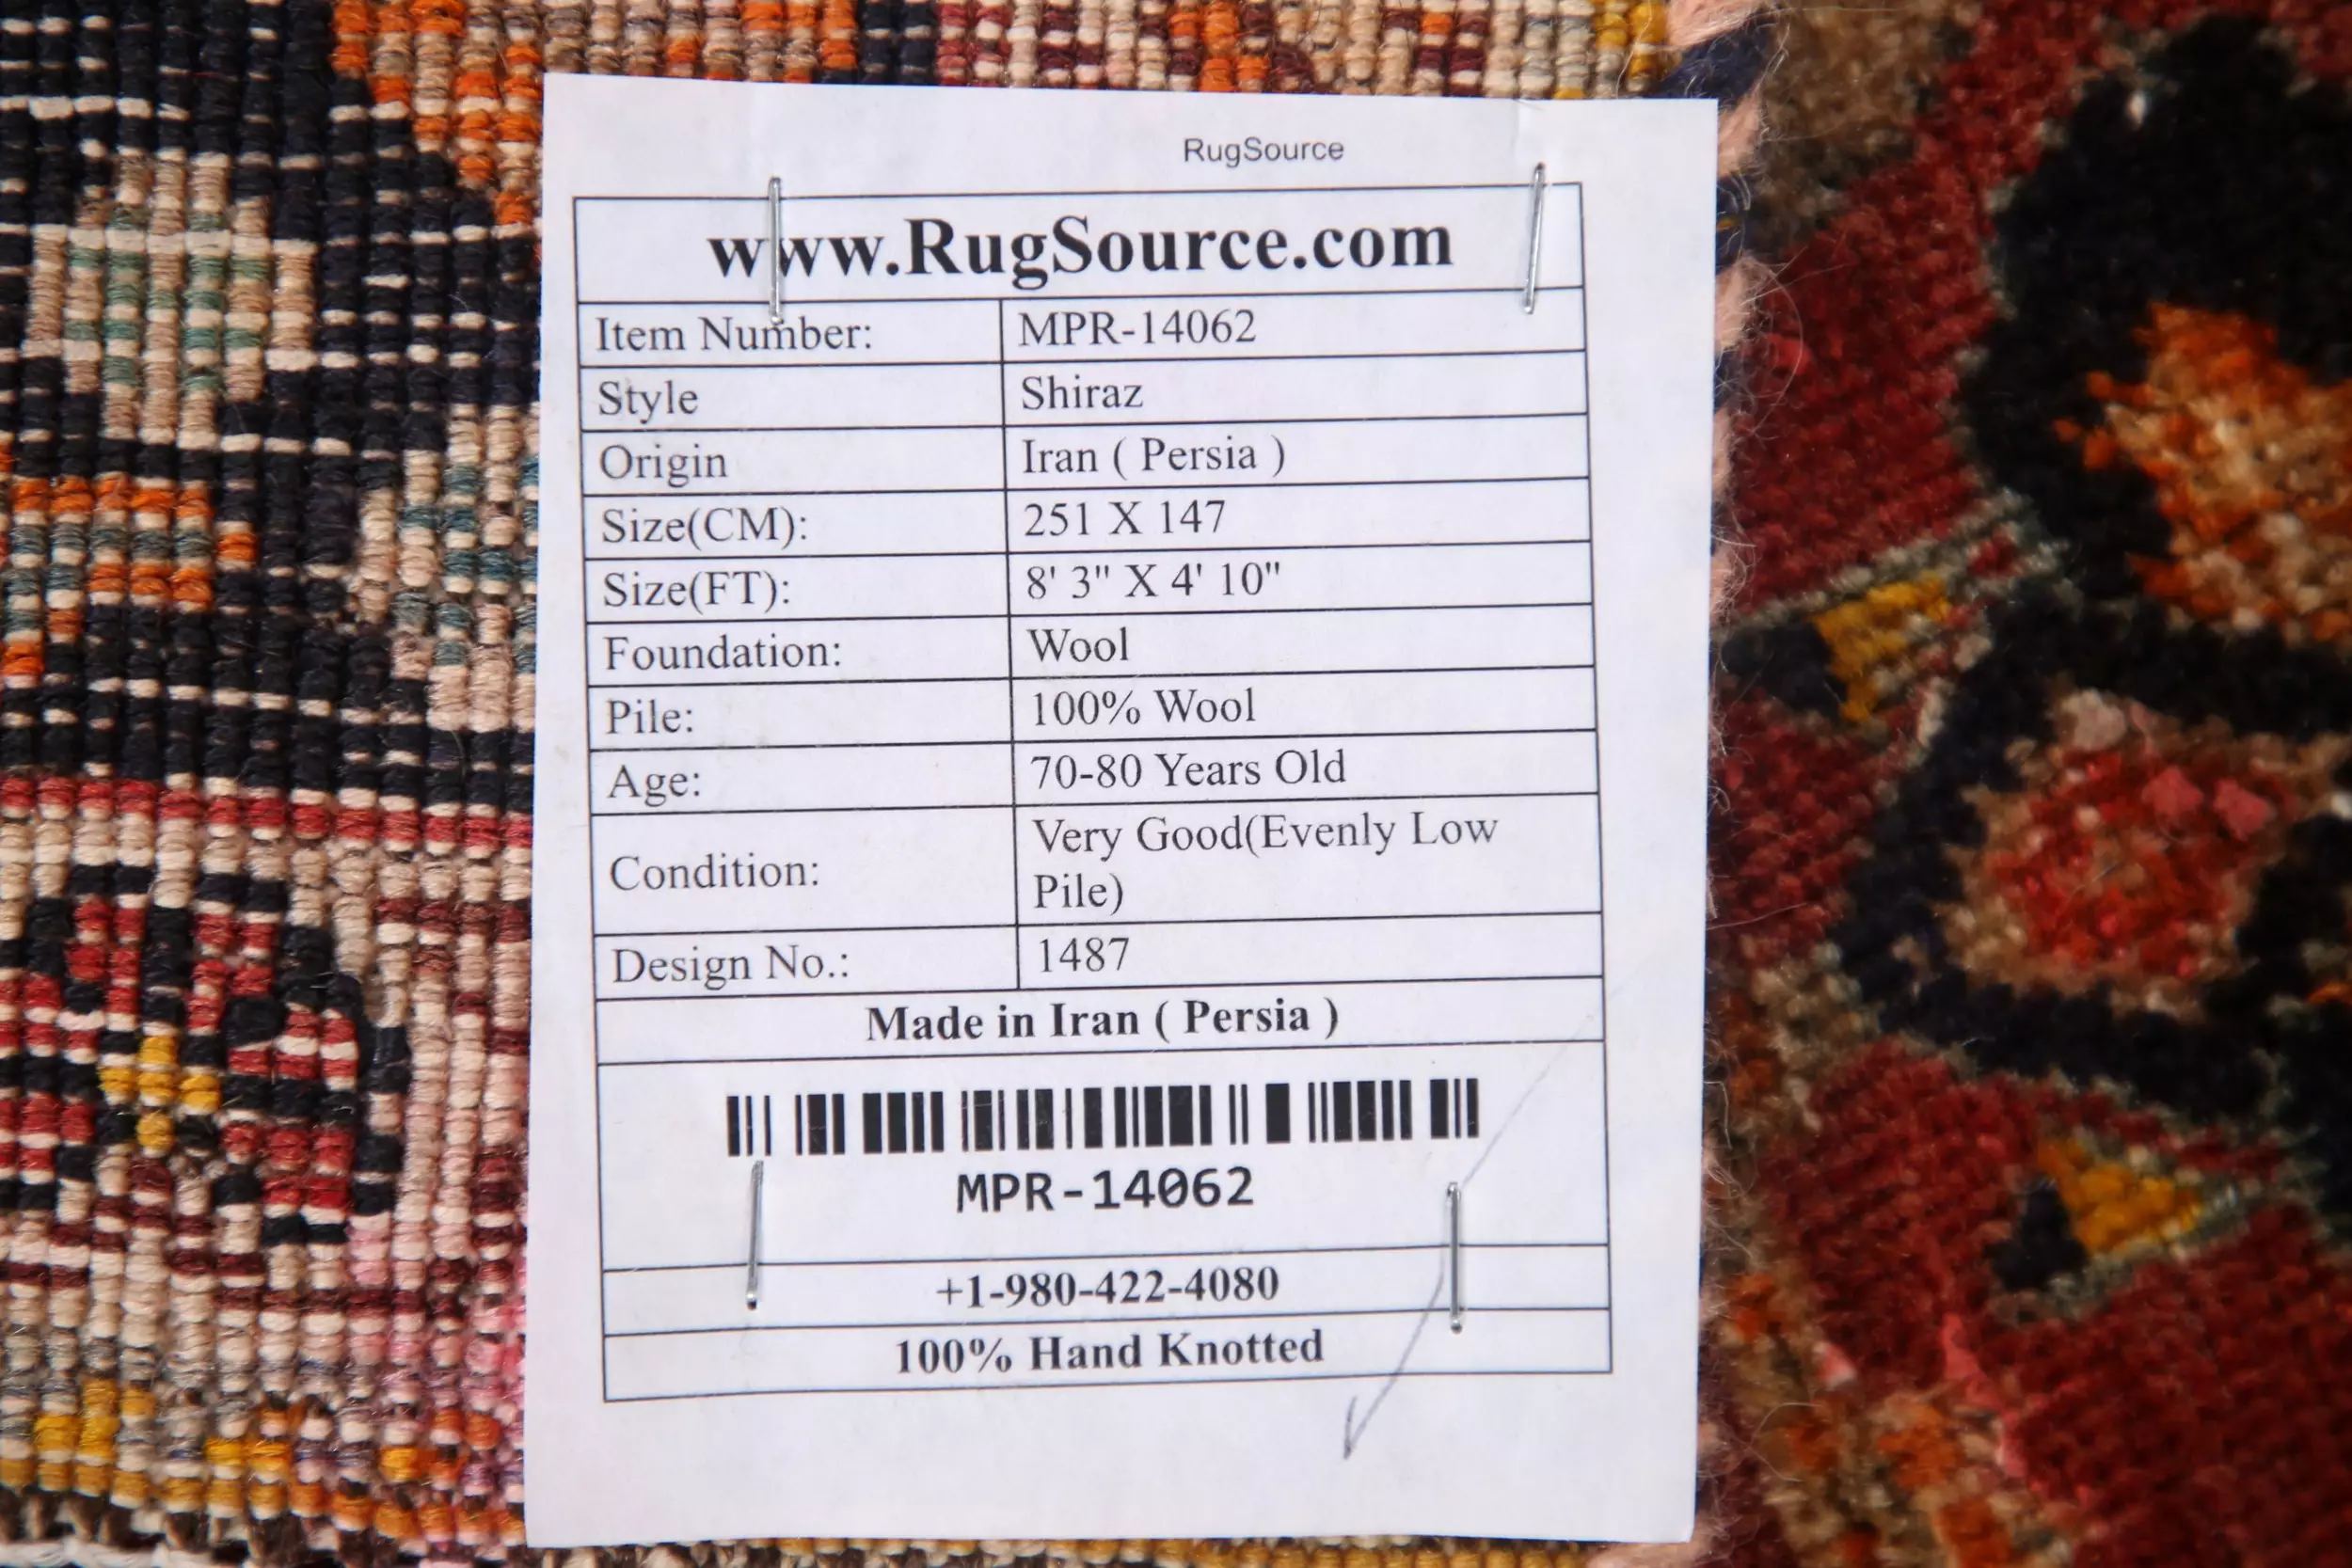 RugSource
www.RugSource.com
Item Number: MPR-14062
Style Shiraz
Origin Iran ( Persia )
Size(CM): 251 X 147
Size(FT): 8' 3" X 4' 10"
Foundation: Wool
Pile: 100% Wool
Age: 70-80 Years Old
Condition: Very Good(Evenly Low
Pile)
Design No.: 1487
Made in Iran ( Persia )
MPR-14062
+1-980-422-4080
100% Hand Knotted